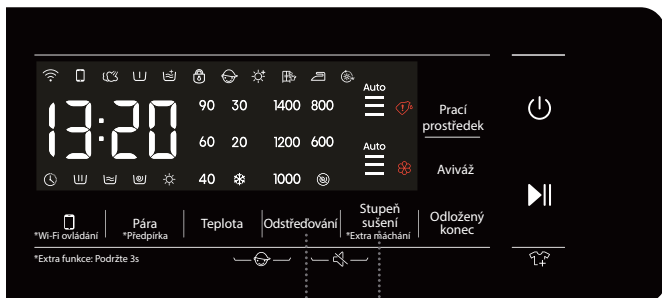 Auto
90 30 1400 800
13:20
Prací
prostředek
60 20 1200 600
Auto
Aviváž
40 1000
*Wi-Fi ovládání
Pára
*Předpírka
Teplota
Odstřeďování
Stupeň
sušení
*Extra máchání
Odložený
konec
*Extra funkce: Podržte 3s